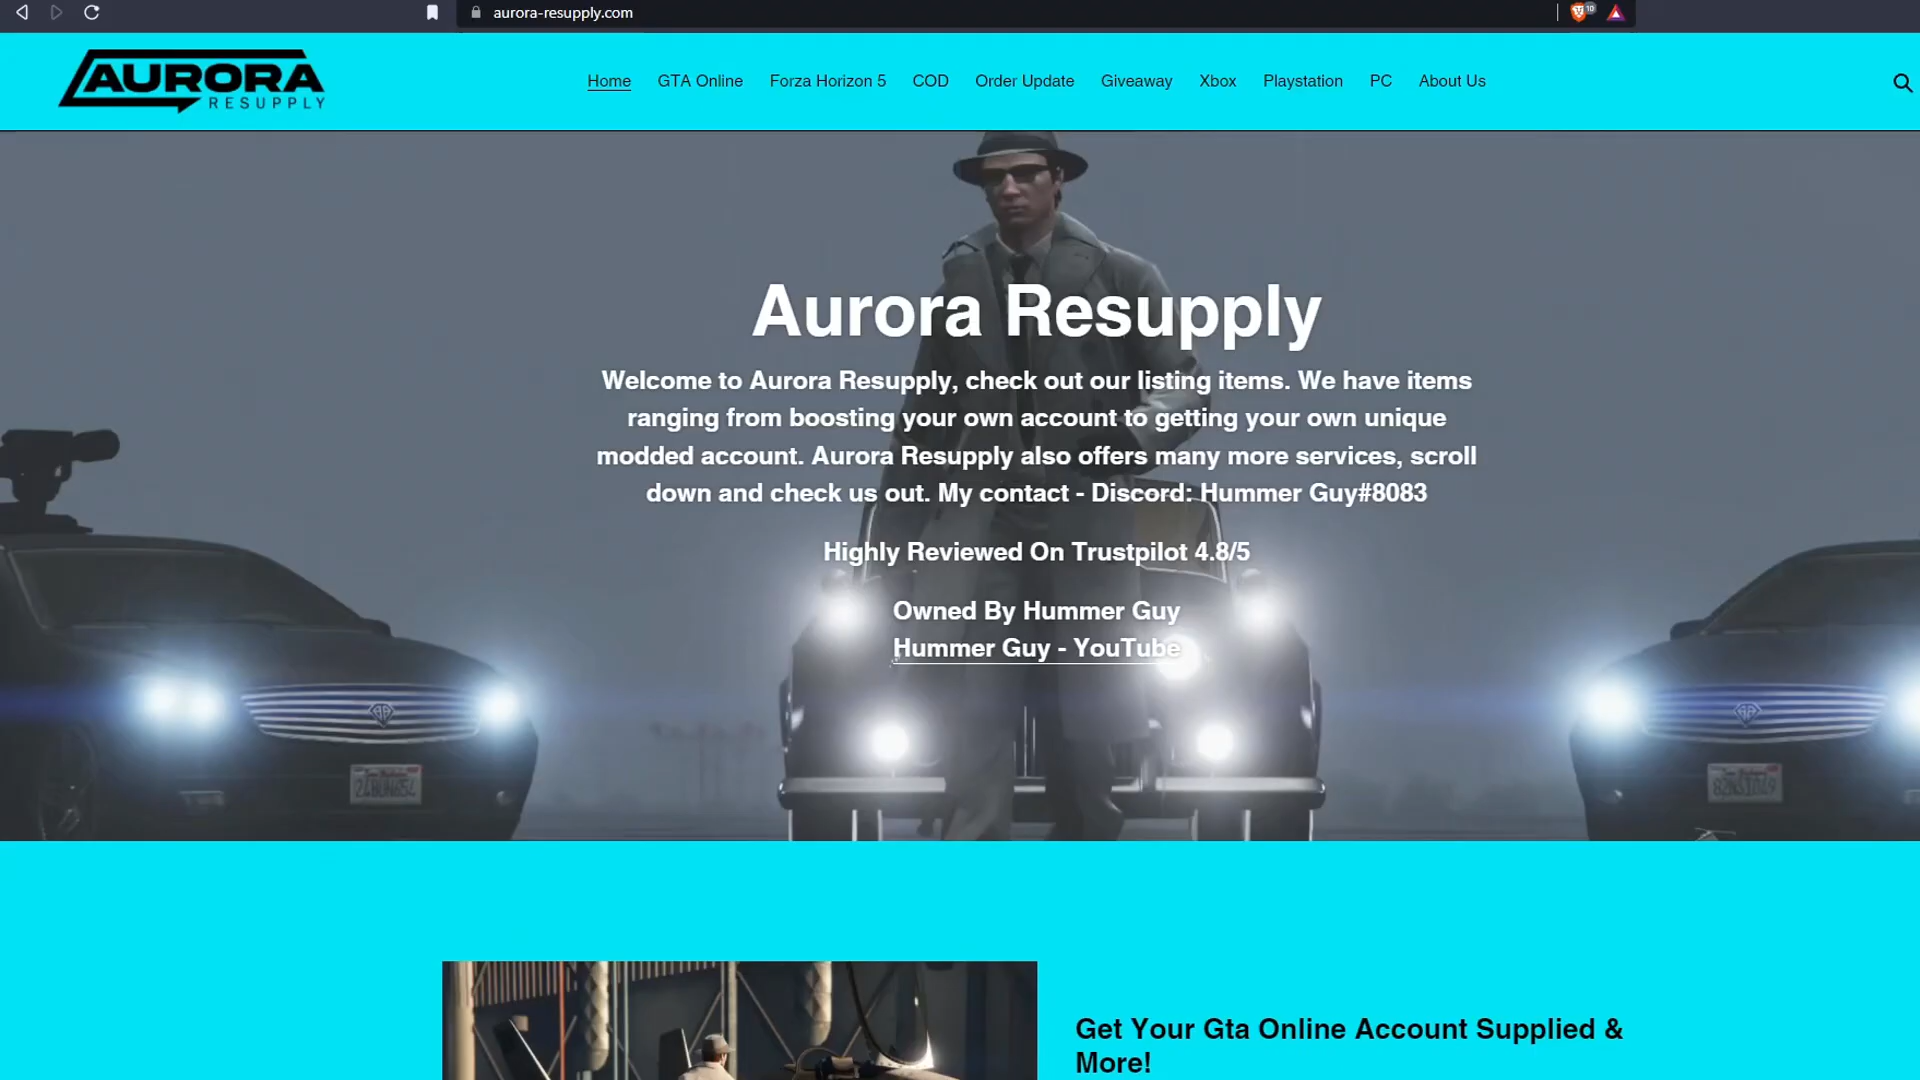 aurora-resupply.com
10
AURORA
RESUPPLY
Home GTA Online Forza Horizon 5 COD Order Update Giveaway Xbox Playstation PC About Us
Aurora Resupply
Welcome to Aurora Resupply, check out our listing items. We have items
ranging from boosting your own account to getting your own unique
modded account. Aurora Resupply also offers many more services, scroll
down and check us out. My contact - Discord: Hummer Guy#8083
Highly Reviewed On Trustpilot 4.8/5
Owned By Hummer Guy
Hummer Guy - YouTube
Get Your Gta Online Account Supplied &
More!